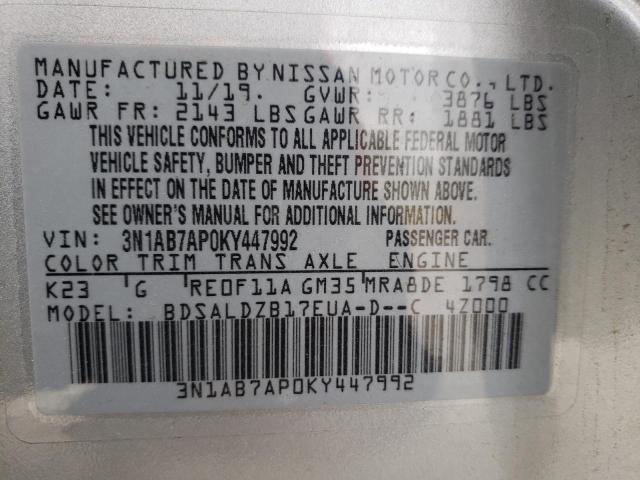 MANUFACTURED BY NISSAN MOTOR CO., LTD.
DATE: 11/19. GVWR: 3876 LBS
GAWR FR: 2143 LBS GAWR RR: 1881 LBS
THIS VEHICLE CONFORMS TO ALL APPLICABLE FEDERAL MOTOR
VEHICLE SAFETY, BUMPER AND THEFT PREVENTION STANDARDS
IN EFFECT ON THE DATE OF MANUFACTURE SHOWN ABOVE.
SEE OWNER'S MANUAL FOR ADDITIONAL INFORMATION.
VIN: 3N1AB7AP0KY447992 PASSENGER CAR.
COLOR TRIM TRANS AXLE ENGINE
K23 G RE0F11A GM35 MRA8DE 1798 CC
MODEL: BDSALDZB17EUA-D--C 4Z000
3N1AB7AP0KY447992